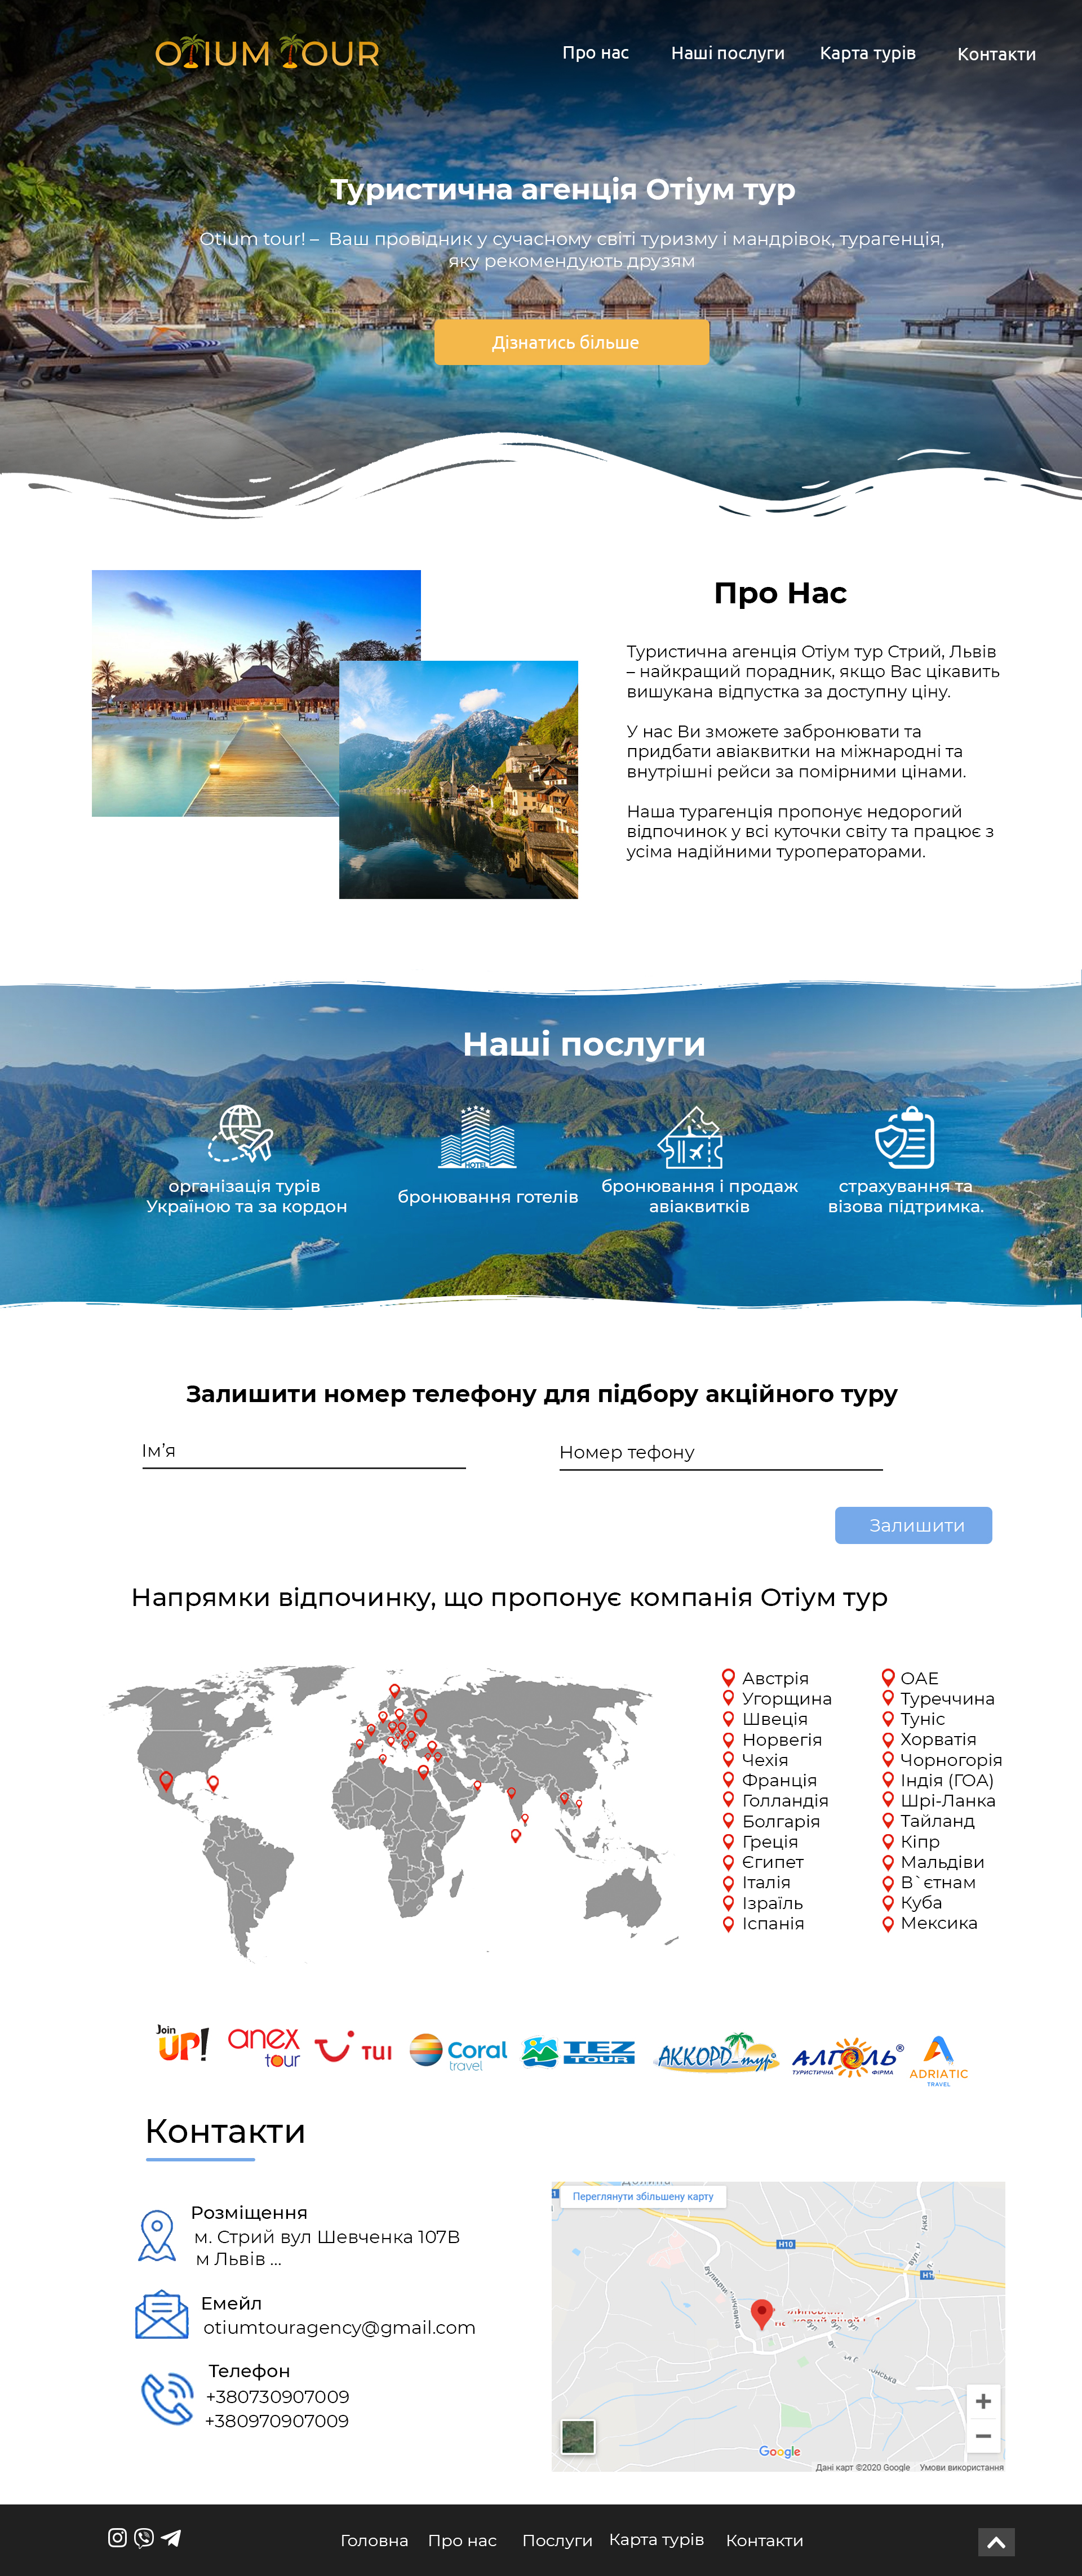 OTIUM TOUR
Про нас Наші послуги Карта турів Контакти
Туристична агенція Отіум тур
Otium tour! – Ваш провідник у сучасному світі туризму і мандрівок, турагенція,
яку рекомендують друзям
Дізнатись більше
Про Нас
Туристична агенція Отіум тур Стрий, Львів
– найкращий порадник, якщо Вас цікавить
вишукана відпустка за доступну ціну.
У нас Ви зможете забронювати та
придбати авіаквитки на міжнародні та
внутрішні рейси за помірними цінами.
Наша турагенція пропонує недорогий
відпочинок у всі куточки світу та працює з
усіма надійними туроператорами.
Наші послуги
HOTEL
організація турів
Україною та за кордон
бронювання готелів
бронювання і продаж
авіаквитків
страхування та
візова підтримка.
Залишити номер телефону для підбору акційного туру
Ім’я
Номер тефону
Залишити
Напрямки відпочинку, що пропонує компанія Отіум тур
Австрія
Угорщина
Швеція
Норвегія
Чехія
Франція
Голландія
Болгарія
Греція
Єгипет
Італія
Ізраїль
Іспанія
ОАЕ
Туреччина
Туніс
Хорватія
Чорногорія
Індія (ГОА)
Шрі-Ланка
Тайланд
Кіпр
Мальдіви
В`єтнам
Куба
Мексика
Join
UP!
anex
tour
TUI
Coral
travel
TEZ
TOUR
АККОРД-тур
АЛГОЛЬ®
ТУРИСТИЧНА ФІРМА
ADRIATIC
TRAVEL
Контакти
Розміщення
м. Стрий вул Шевченка 107В
м Львів ...
Емейл
otiumtouragency@gmail.com
Телефон
+380730907009
+380970907009
Переглянути збільшену карту
H10
Google
Дані карт ©2020 Google Умови використання
Головна Про нас Послуги Карта турів Контакти